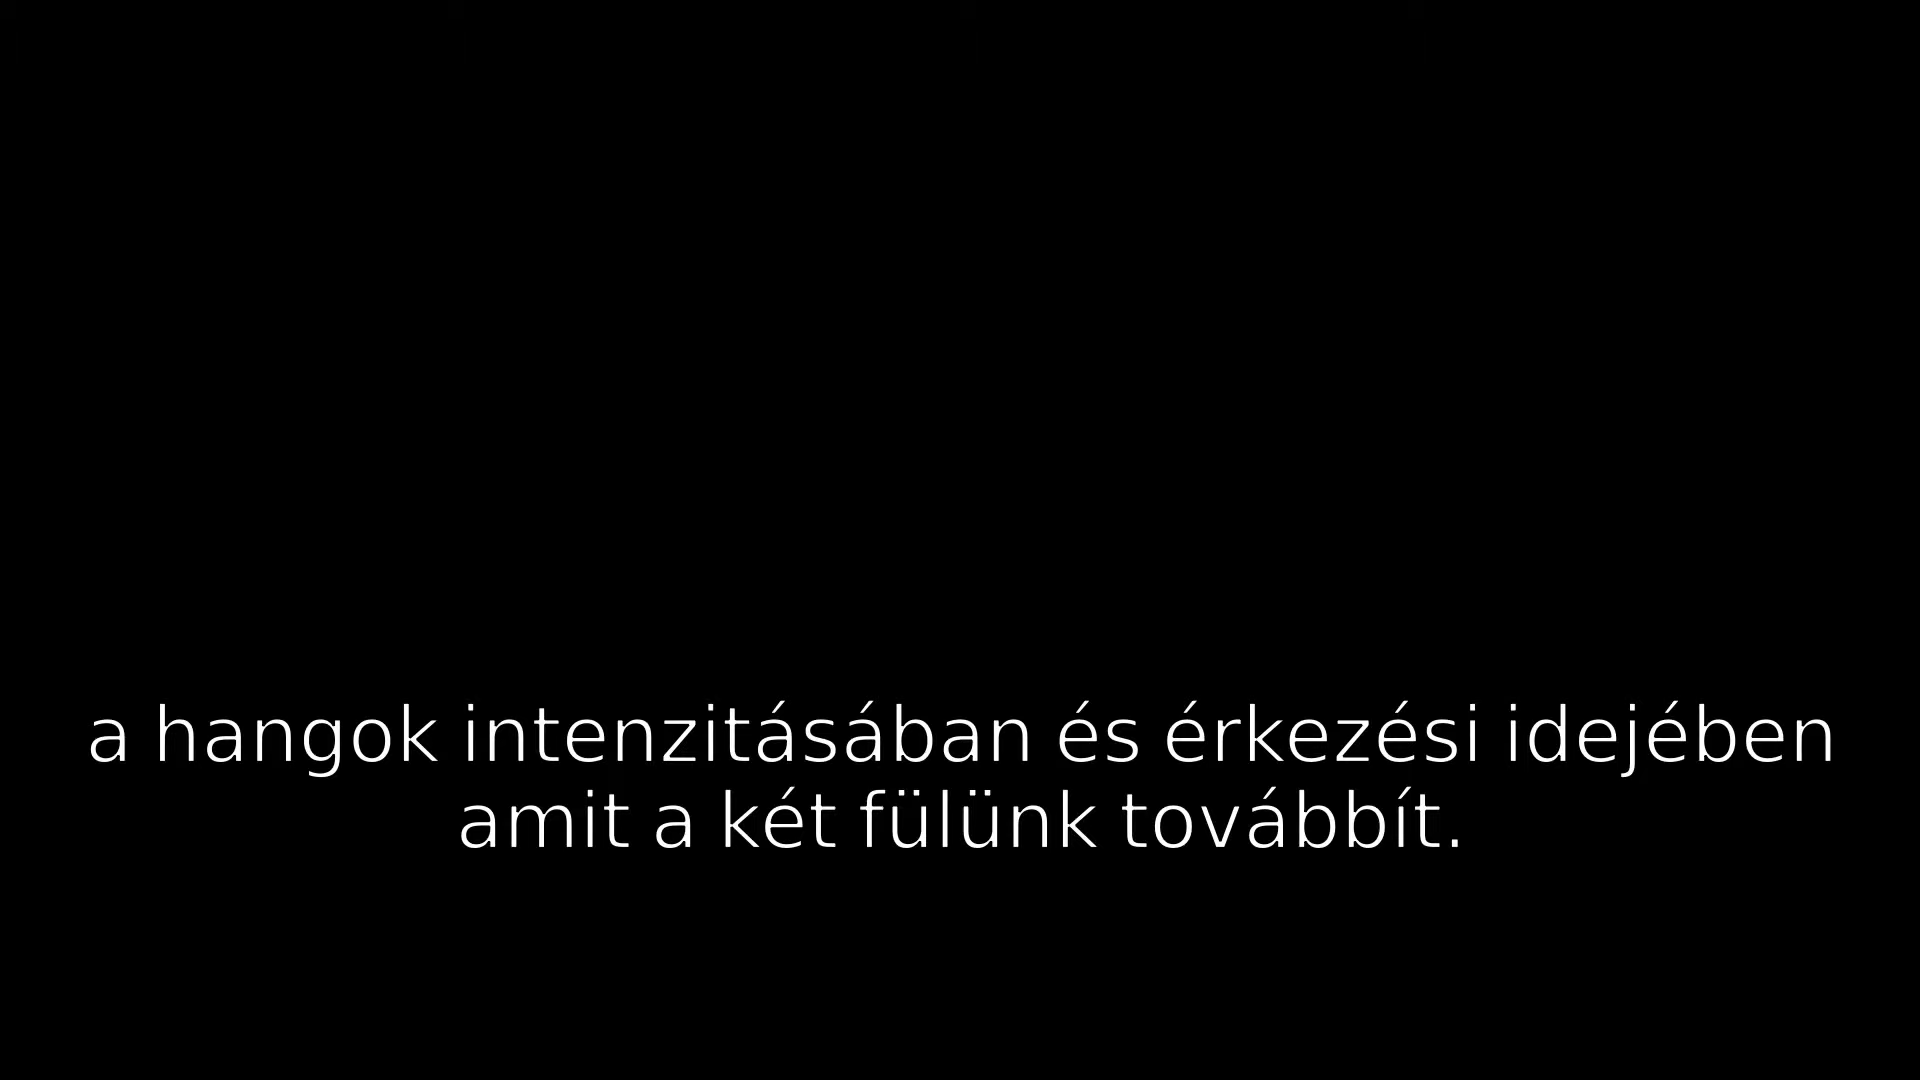 a hangok intenzitásában és érkezési idejében
amit a két fülünk továbbít.